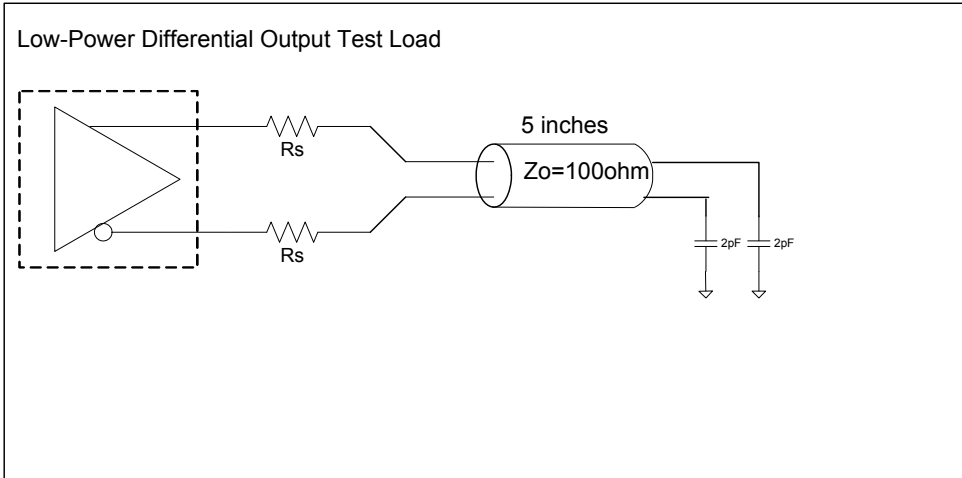 Low-Power Differential Output Test Load
Rs
5 inches
Zo=100ohm
Rs
2pF
2pF